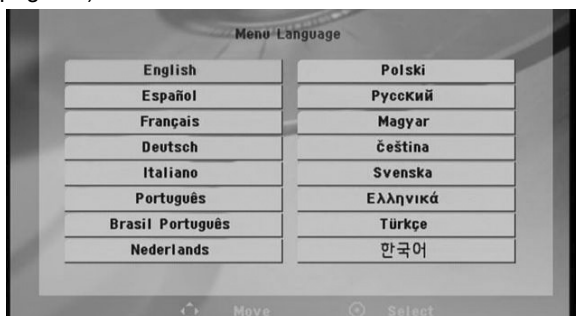 Menu Language
English
Español
Français
Deutsch
Italiano
Português
Brasil Português
Nederlands
Polski
Русский
Magyar
Čeština
Svenska
Ελληνικά
Türkçe
한국어
Move Select